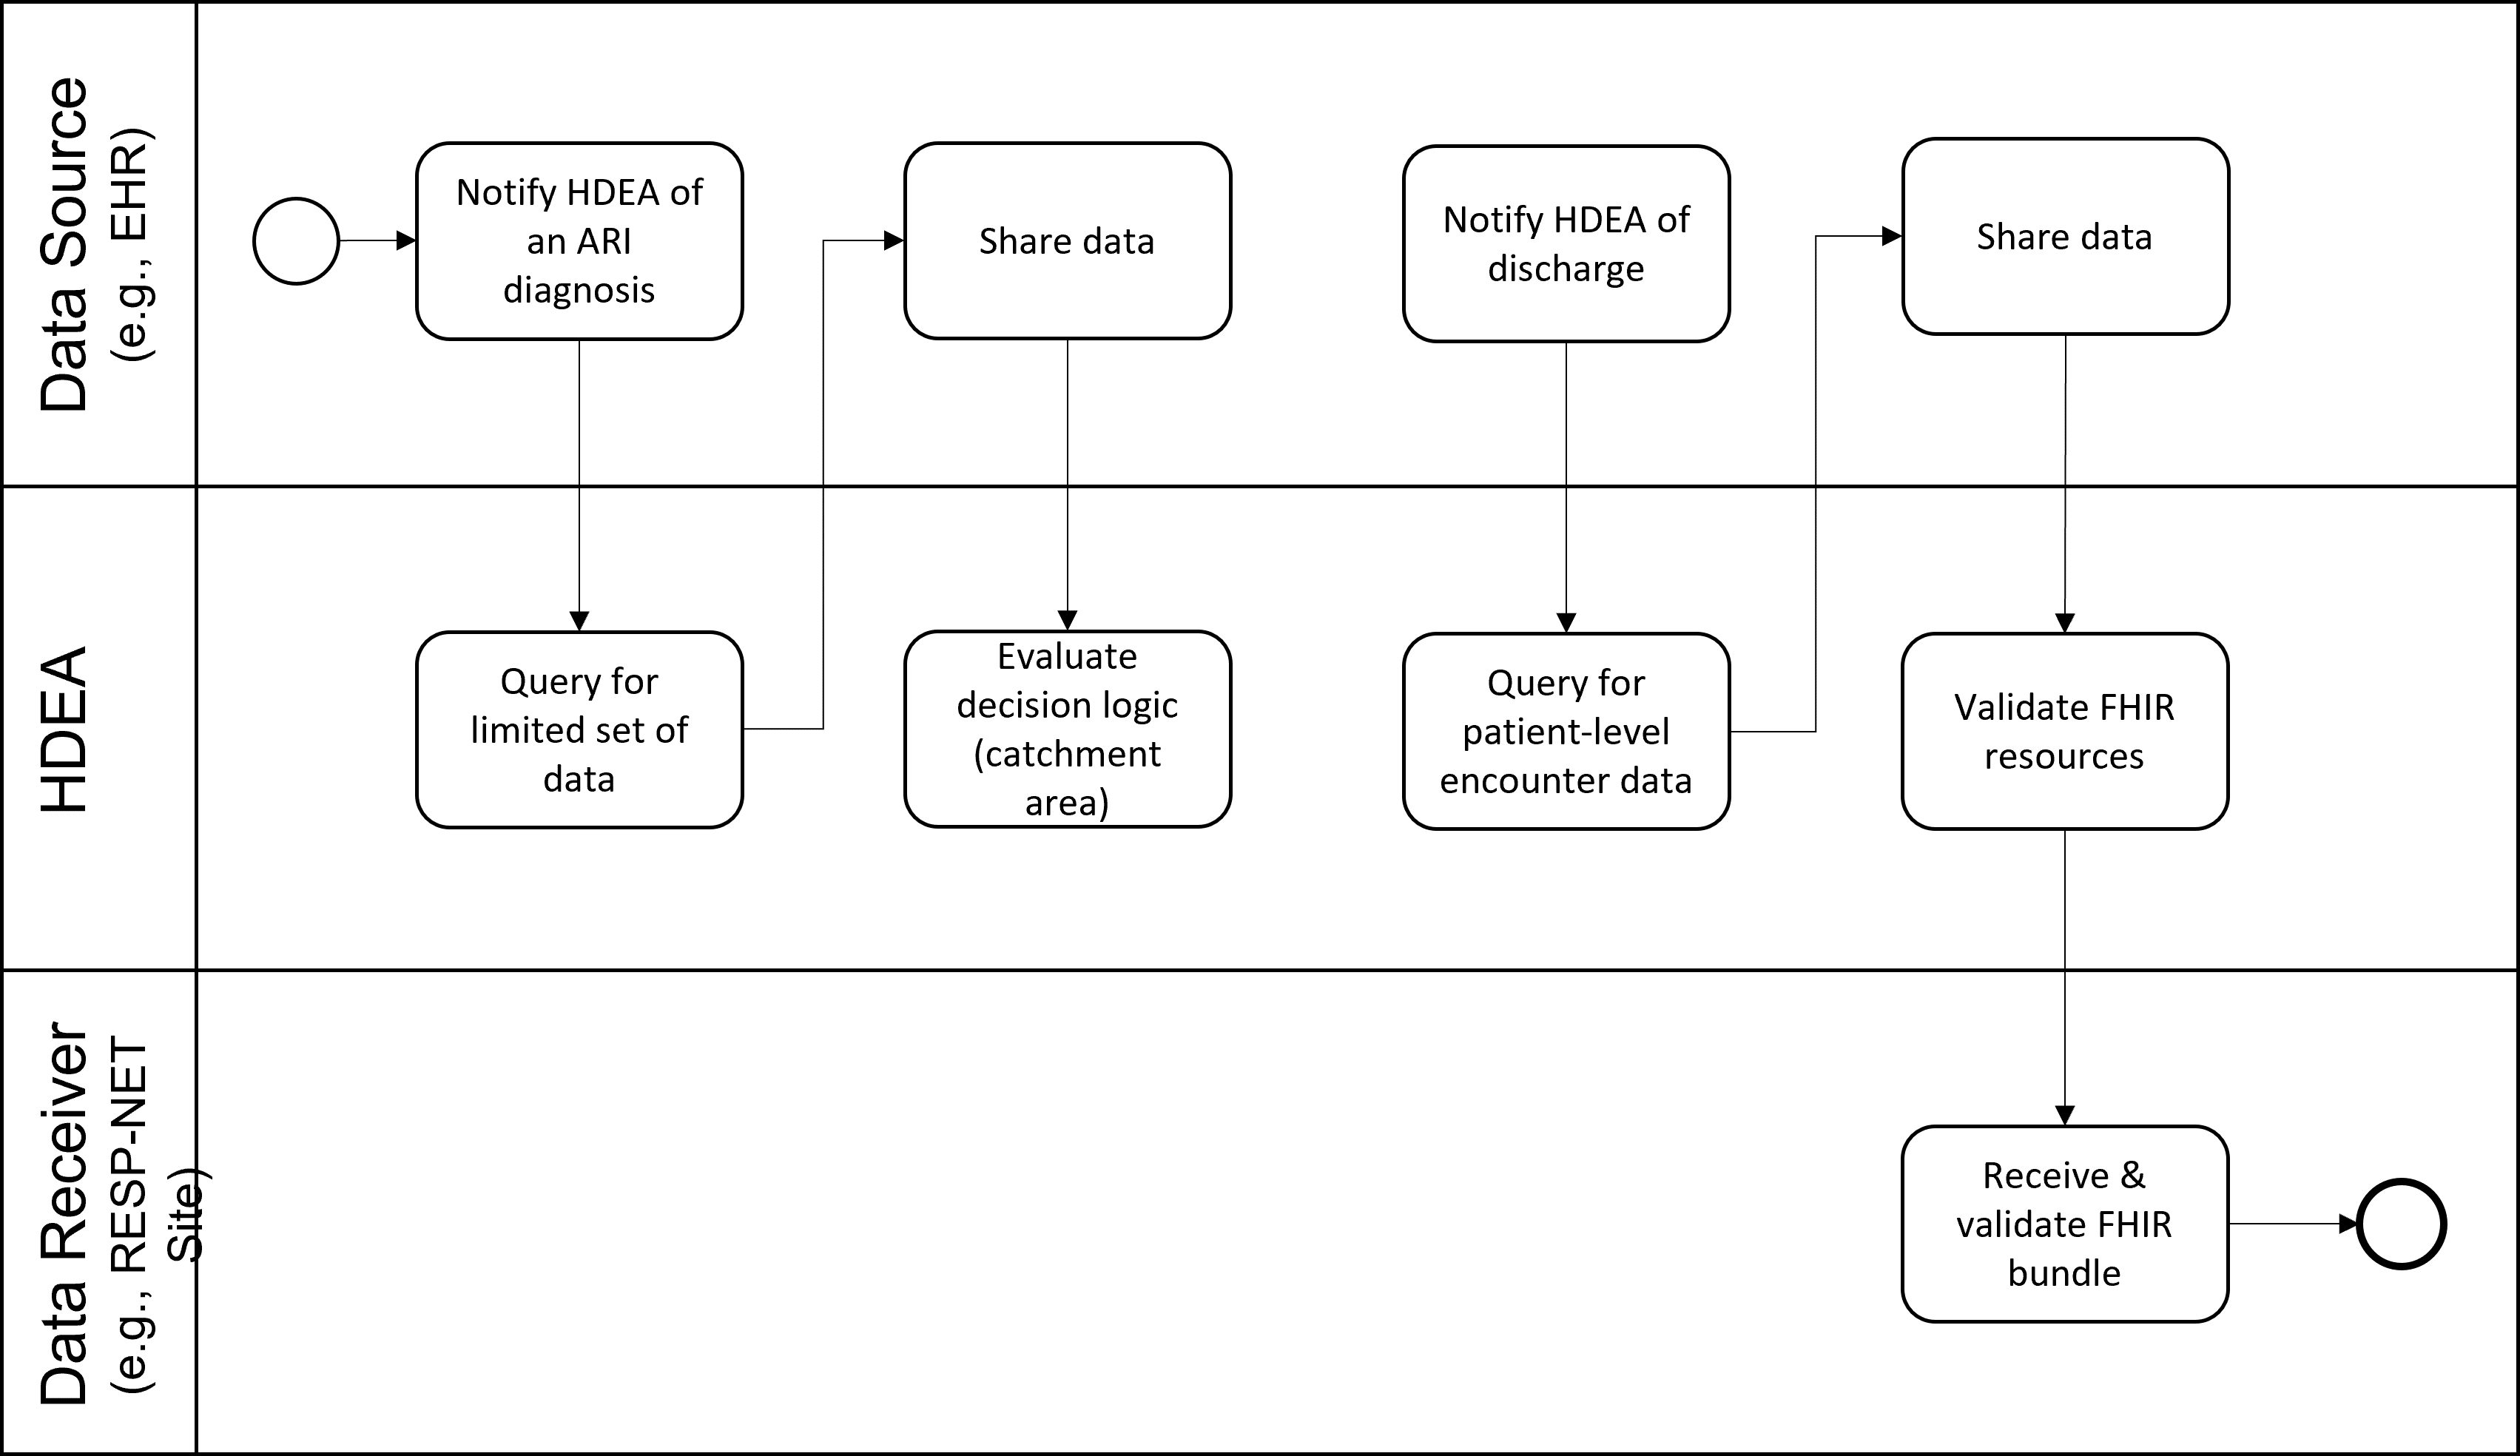 Data Source
(e.g., EHR)
Notify HDEA of
an ARI
diagnosis
Share data
Notify HDEA of
discharge
Share data
HDEA
Query for
limited set of
data
Evaluate
decision logic
(catchment
area)
Query for
patient-level
encounter data
Validate FHIR
resources
Data Receiver
(e.g., RESP-NET
Site)
Receive &
validate FHIR
bundle